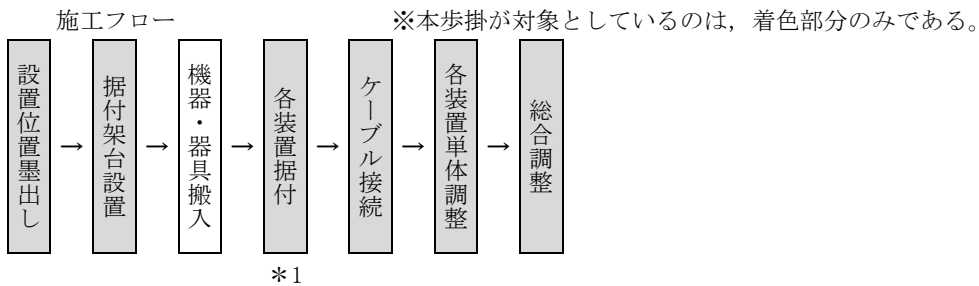 施工フロー
※本歩掛が対象としているのは，着色部分のみである。
設置位置墨出し
→
据付架台設置
→
機器・器具搬入
→
各装置据付
→
ケーブル接続
→
各装置単体調整
→
総合調整
＊1